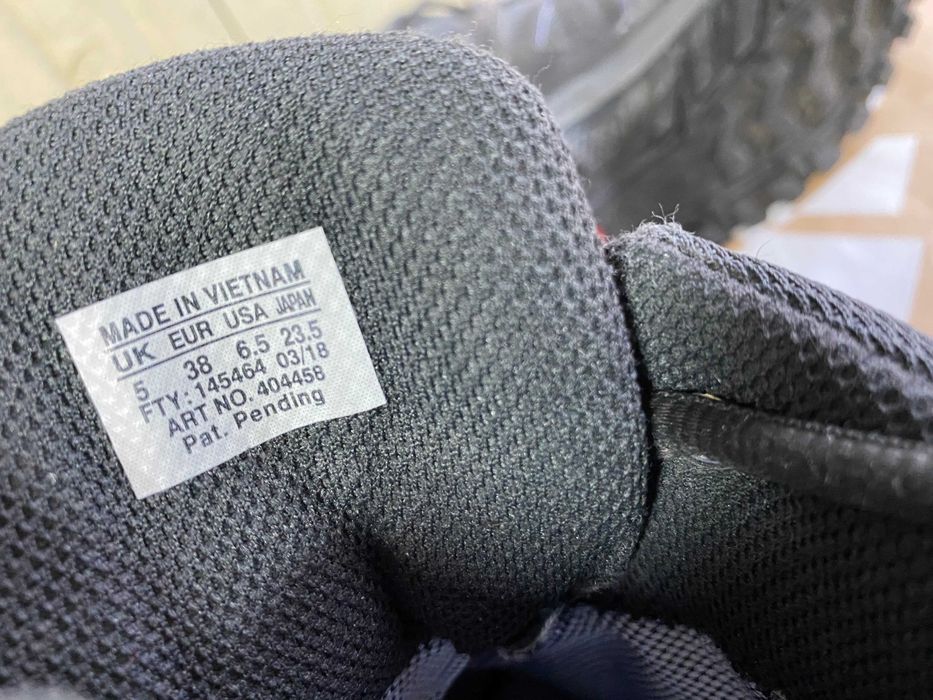 MADE IN VIETNAM
UK EUR USA JAPAN
5 38 6.5 23.5
FTY: 145464 03/18
ART NO. 404458
Pat. Pending